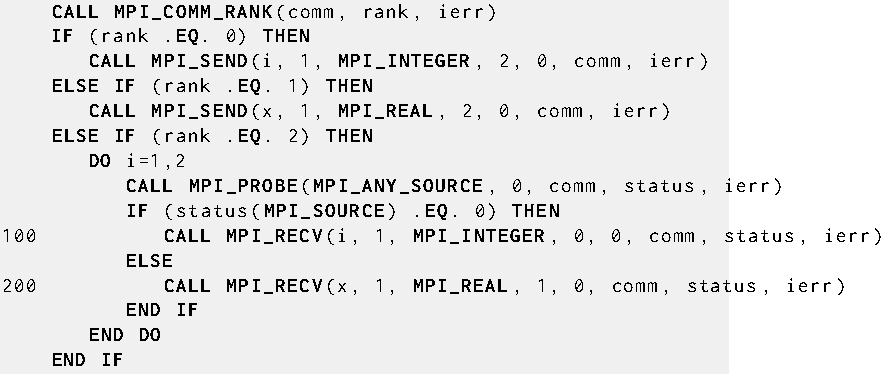 CALL MPI_COMM_RANK(comm, rank, ierr)
IF (rank .EQ. 0) THEN
CALL MPI_SEND(i, 1, MPI_INTEGER, 2, 0, comm, ierr)
ELSE IF (rank .EQ. 1) THEN
CALL MPI_SEND(x, 1, MPI_REAL, 2, 0, comm, ierr)
ELSE IF (rank .EQ. 2) THEN
DO i=1,2
CALL MPI_PROBE(MPI_ANY_SOURCE, 0, comm, status, ierr)
IF (status(MPI_SOURCE) .EQ. 0) THEN
100 CALL MPI_RECV(i, 1, MPI_INTEGER, 0, 0, comm, status, ierr)
ELSE
200 CALL MPI_RECV(x, 1, MPI_REAL, 1, 0, comm, status, ierr)
END IF
END DO
END IF